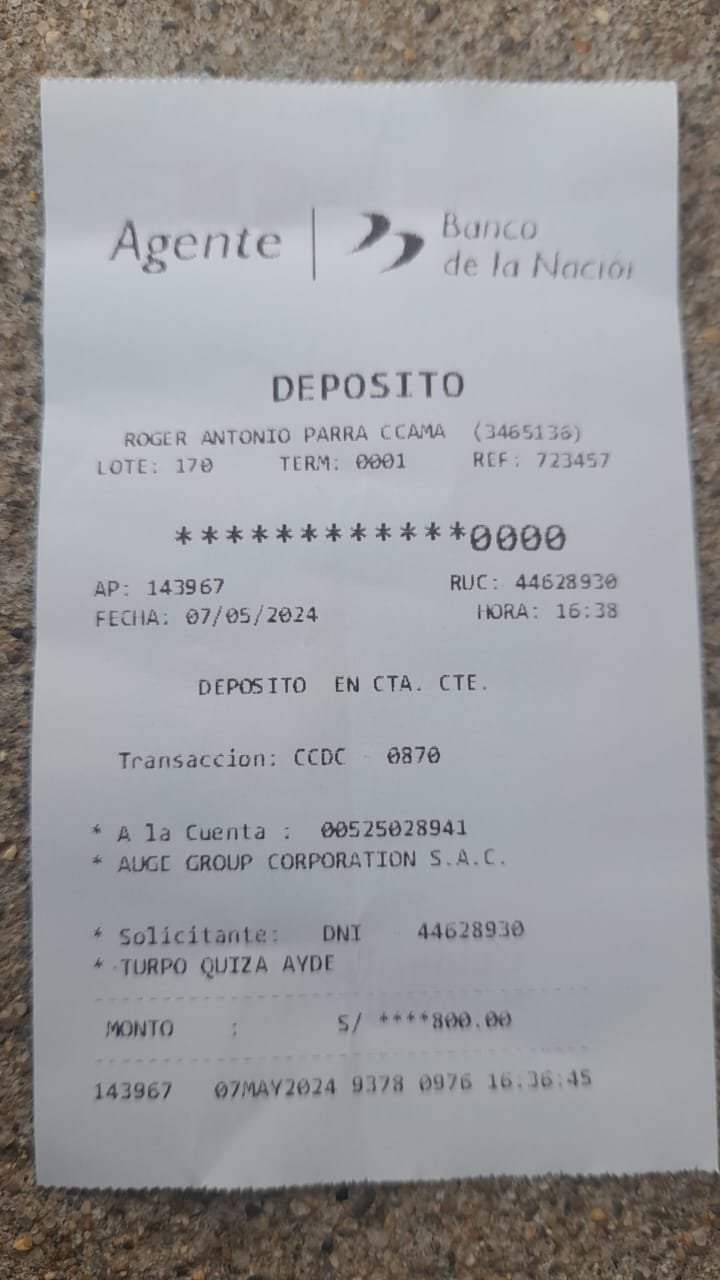 Agente | Banco
de la Nación
DEPOSITO
ROGER ANTONIO PARRA CCAMA (3465136)
LOTE: 170 TERM: 0001 REF: 723457
************0000
AP: 143967 RUC: 44628930
FECHA: 07/05/2024 HORA: 16:38
DEPOSITO EN CTA. CTE.
Transaccion: CCDC - 0870
* A la Cuenta : 00525028941
* AUGE GROUP CORPORATION S.A.C.
* Solicitante: DNI 44628930
* TURPO QUIZA AYDE
MONTO : S/ ****800.00
143967 07MAY2024 9378 0976 16:36:45